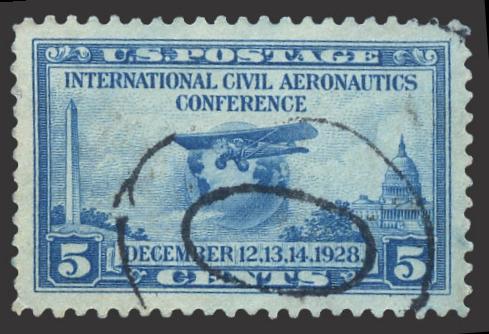 U.S. POSTAGE
INTERNATIONAL CIVIL AERONAUTICS
CONFERENCE
DECEMBER 12.13.14.1928.
5 CENTS 5